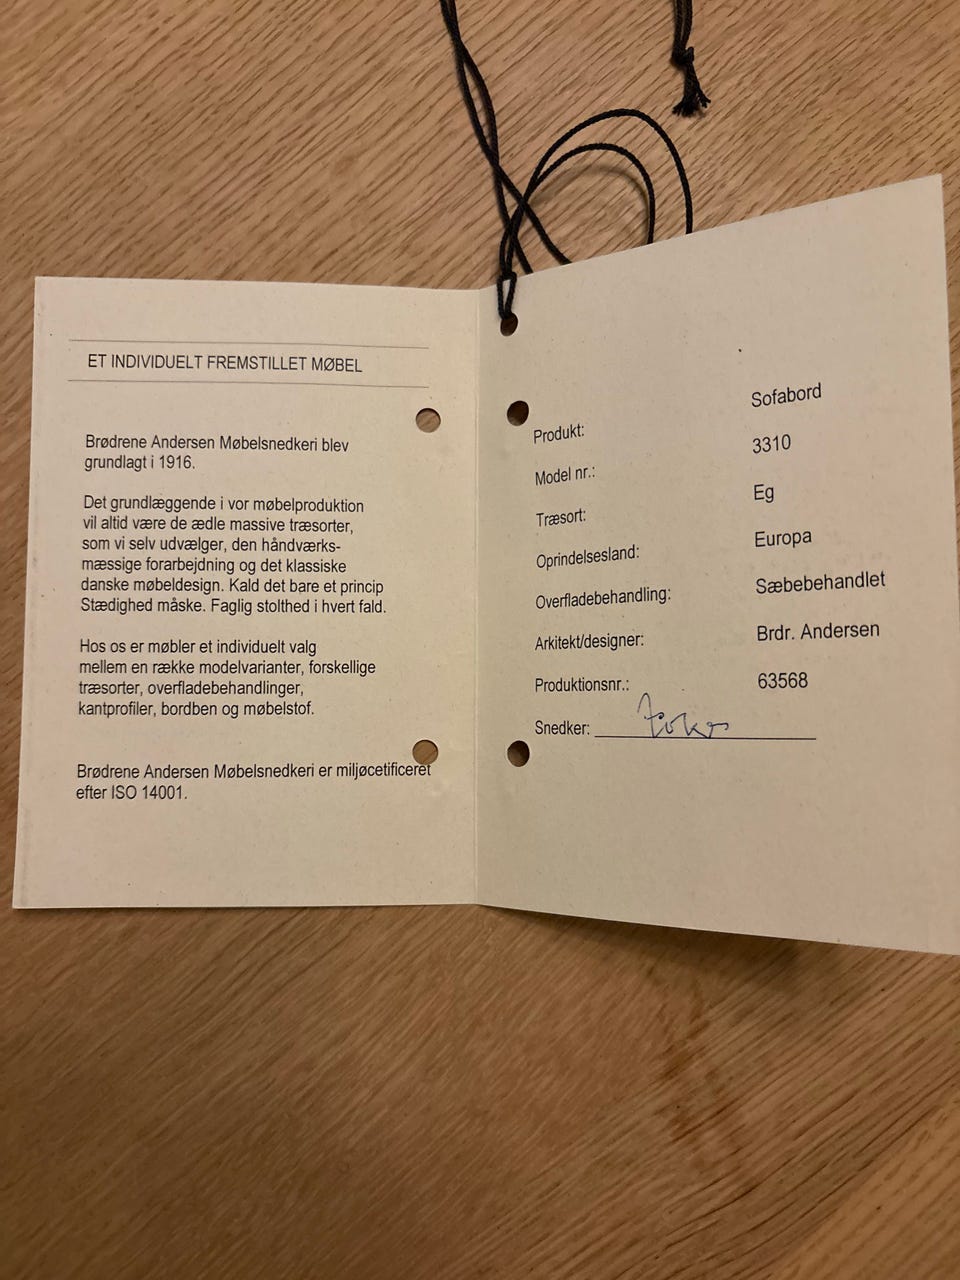 ET INDIVIDUELT FREMSTILLET MØBEL
Brødrene Andersen Møbelsnedkeri blev
grundlagt i 1916.
Det grundlæggende i vor møbelproduktion
vil altid være de ædle massive træsorter,
som vi selv udvælger, den håndværks-
mæssige forarbejdning og det klassiske
danske møbeldesign. Kald det bare et princip
Stædighed måske. Faglig stolthed i hvert fald.
Hos os er møbler et individuelt valg
mellem en række modelvarianter, forskellige
træsorter, overfladebehandlinger,
kantprofiler, bordben og møbelstof.
Brødrene Andersen Møbelsnedkeri er miljøcetificeret
efter ISO 14001.
Produkt: Sofabord
Model nr.: 3310
Træsort: Eg
Oprindelsesland: Europa
Overfladebehandling: Sæbebehandlet
Arkitekt/designer: Brdr. Andersen
Produktionsnr.: 63568
Snedker: